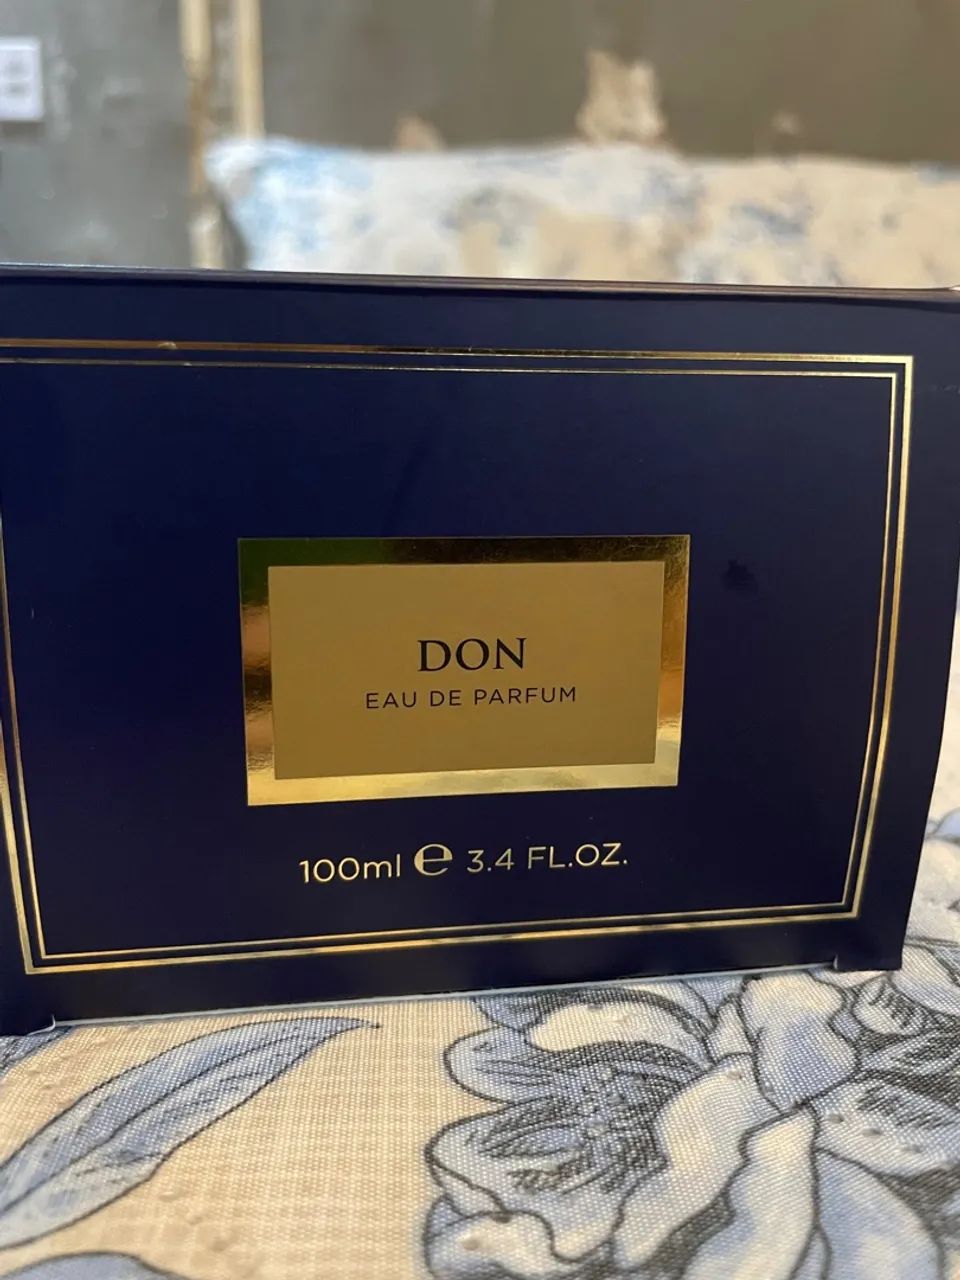 DON
EAU DE PARFUM
100ml ℮ 3.4 FL.OZ.